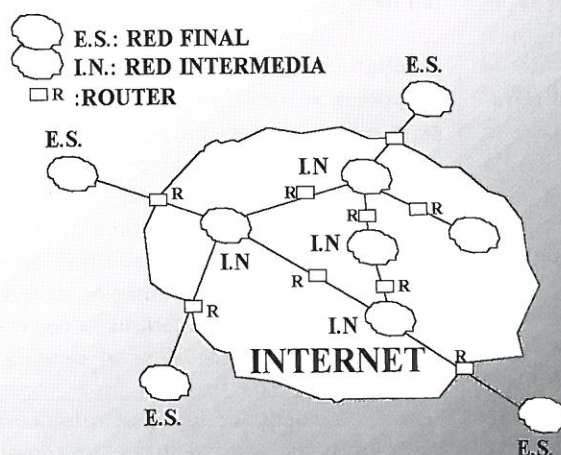 E.S.: RED FINAL
I.N.: RED INTERMEDIA
R :ROUTER
E.S.
E.S.
I.N
R
R
R
R
I.N
I.N
R
R
R
I.N
INTERNET
R
E.S.
E.S.